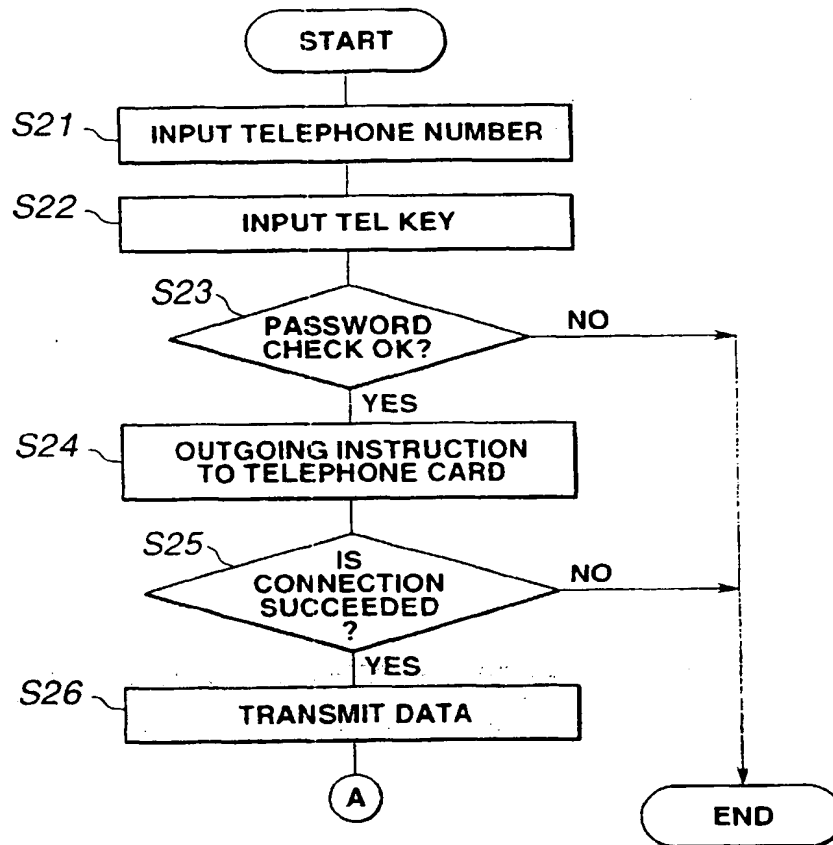 START
S21
INPUT TELEPHONE NUMBER
S22
INPUT TEL KEY
S23
PASSWORD
CHECK OK?
NO
YES
S24
OUTGOING INSTRUCTION
TO TELEPHONE CARD
S25
IS
CONNECTION
SUCCEEDED
?
NO
YES
S26
TRANSMIT DATA
A
END